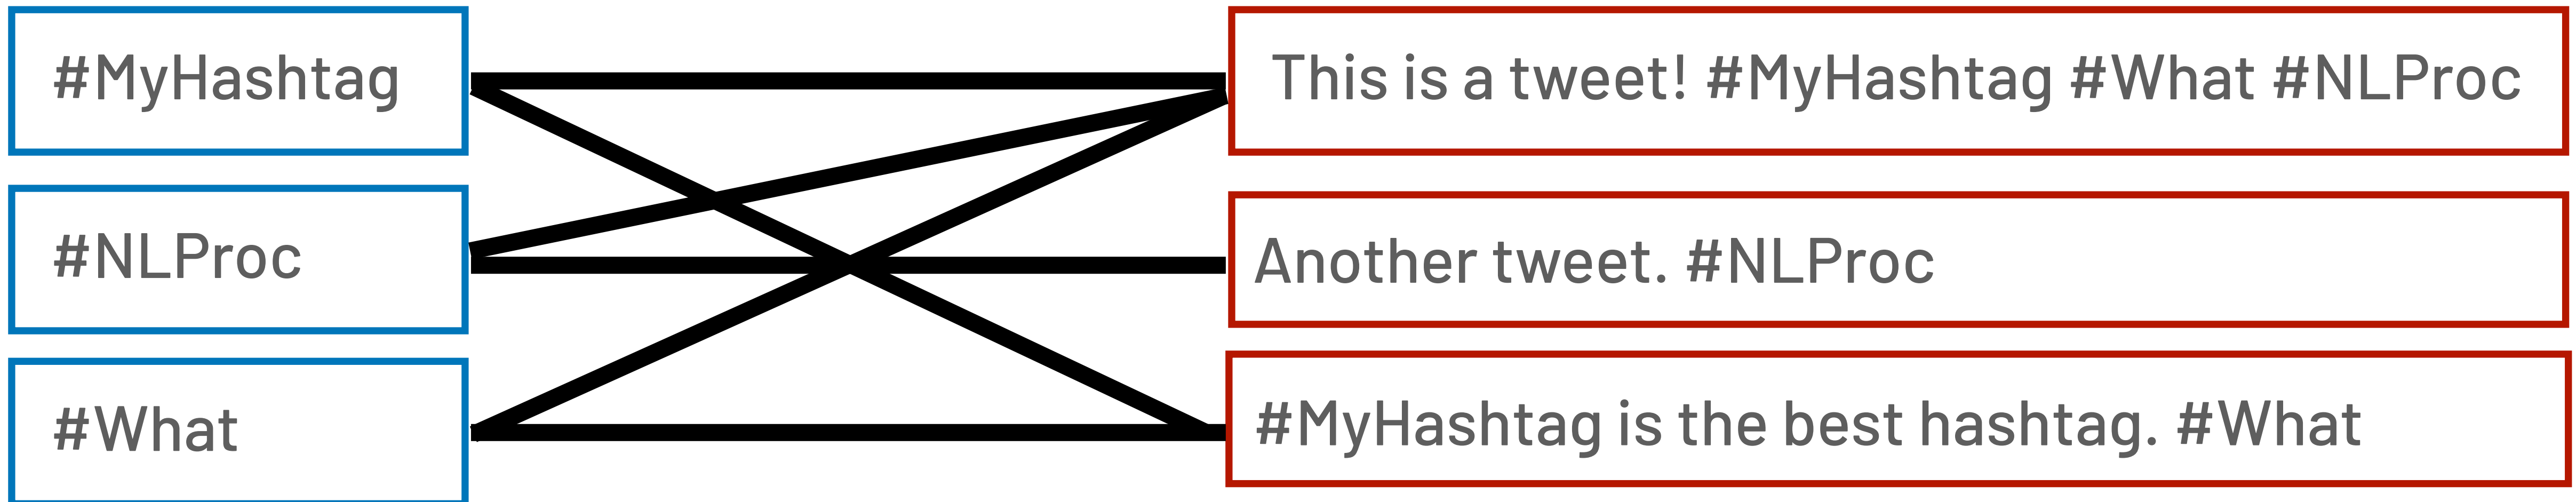 #MyHashtag
#NLProc
#What
This is a tweet! #MyHashtag #What #NLProc
Another tweet. #NLProc
#MyHashtag is the best hashtag. #What